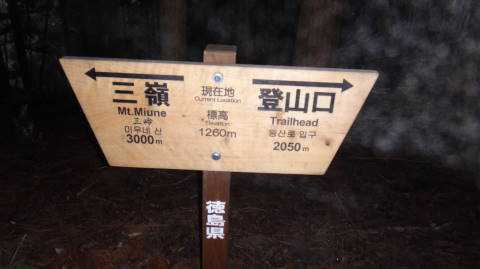 三嶺
Mt.Miune
三岭
미우네 산
3000m
現在地
Current Location
標高
Elevation
1260m
登山口
Trailhead
등산로 입구
2050m
徳島県